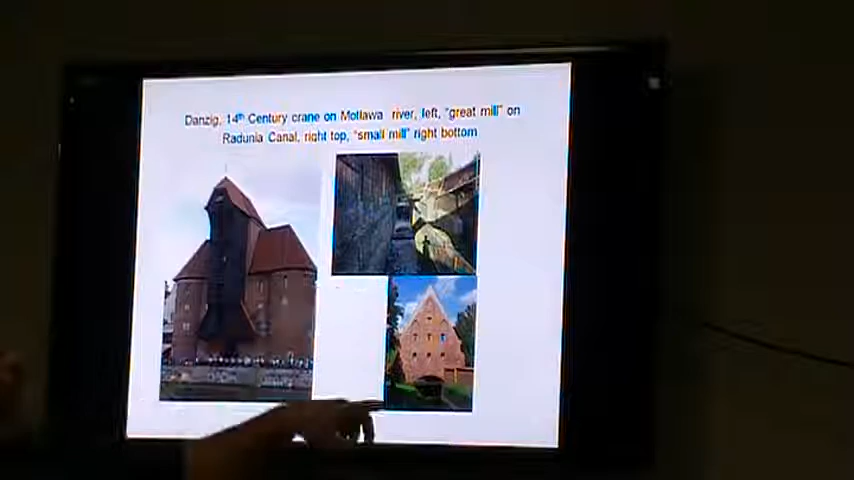 Danzig, 14th Century crane on Motlawa river, left, "great mill" on
Radunia Canal, right top, "small mill" right bottom